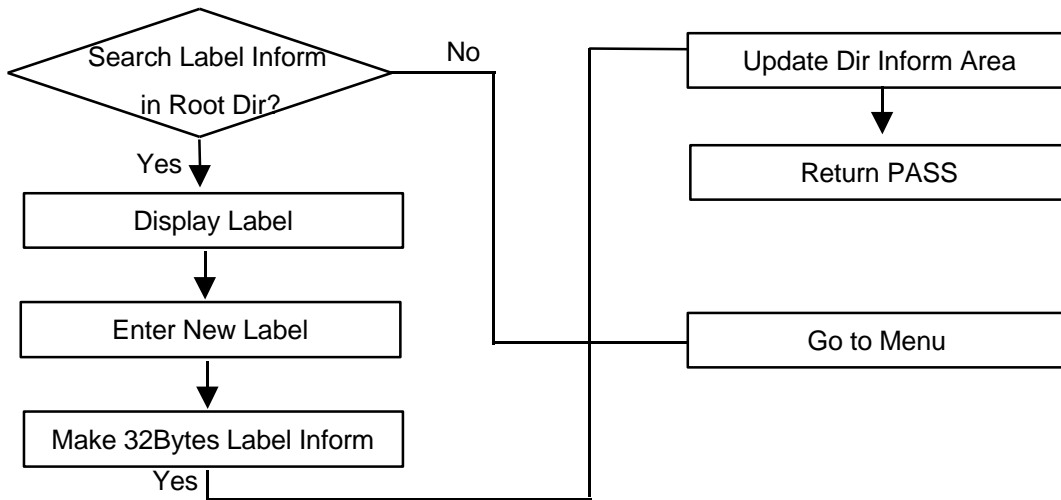 Search Label Inform
in Root Dir?
No
Yes
Display Label
Enter New Label
Make 32Bytes Label Inform
Yes
Update Dir Inform Area
Return PASS
Go to Menu